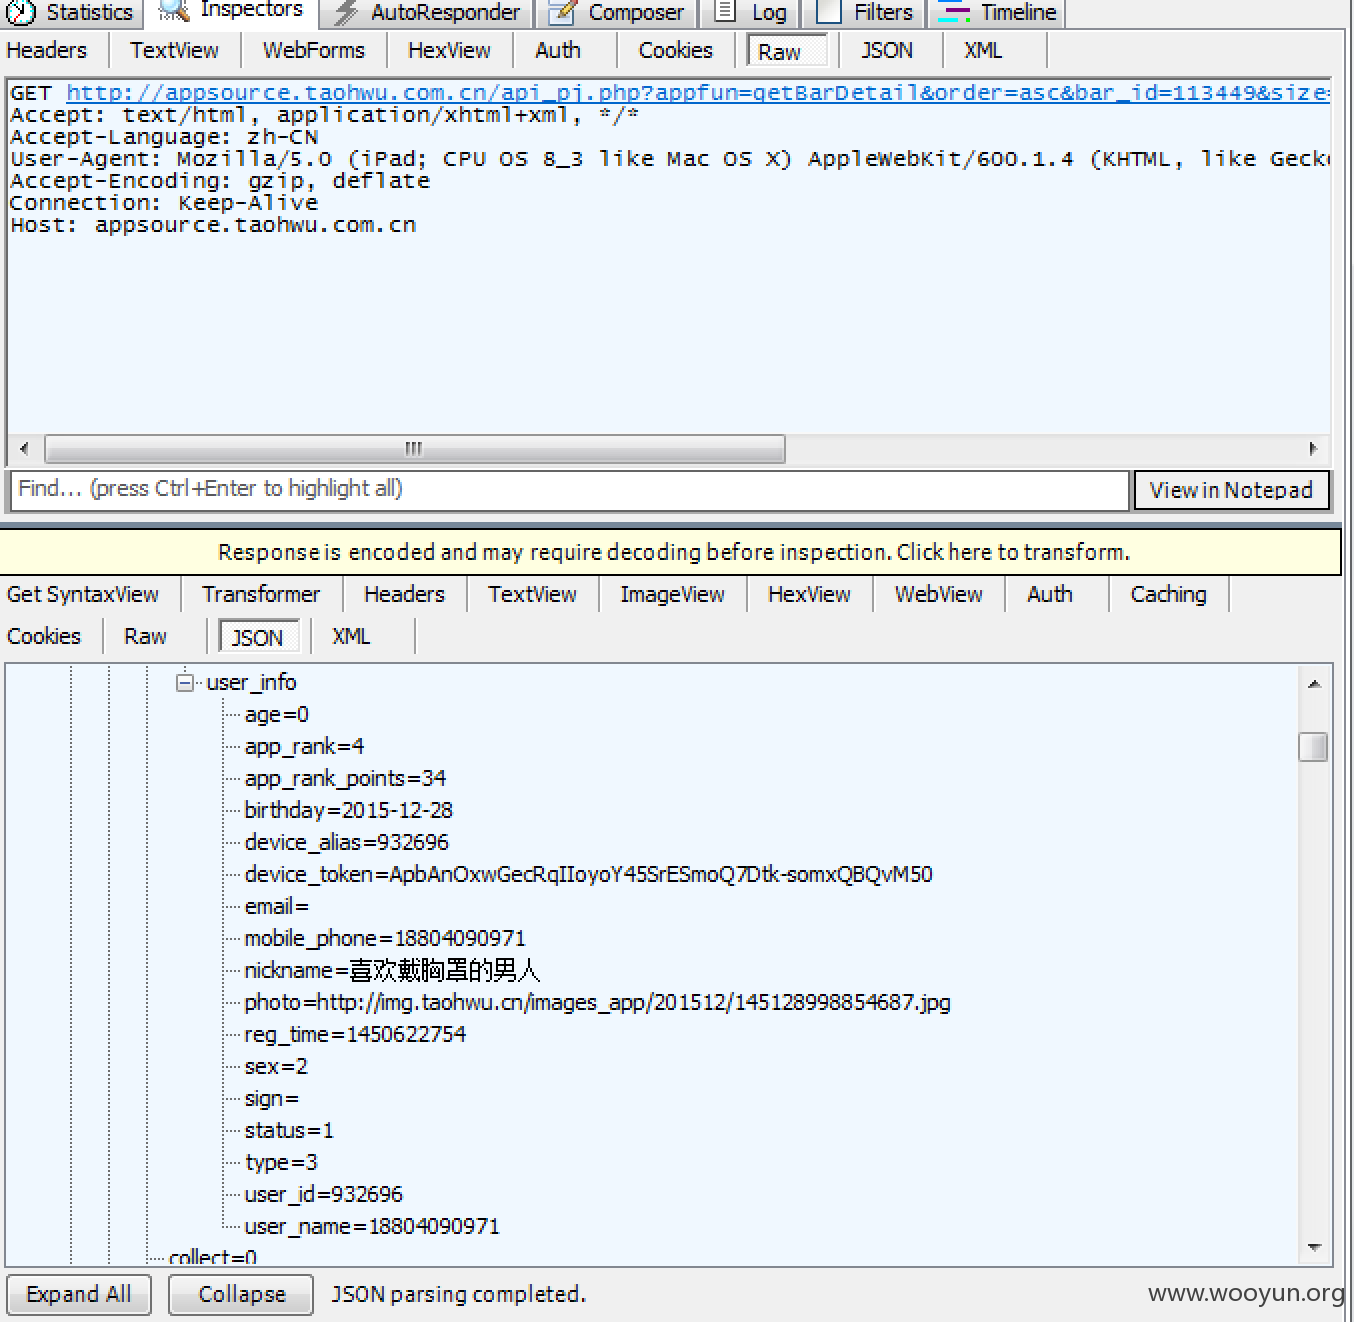 Statistics Inspectors AutoResponder Composer Log Filters Timeline
Headers TextView WebForms HexView Auth Cookies Raw JSON XML
GET http://appsource.taohwu.com.cn/api_pj.php?appfun=getBarDetail&order=asc&bar_id=113449&size=
Accept: text/html, application/xhtml+xml, */*
Accept-Language: zh-CN
User-Agent: Mozilla/5.0 (iPad; CPU OS 8_3 like Mac OS X) AppleWebKit/600.1.4 (KHTML, like Gecko
Accept-Encoding: gzip, deflate
Connection: Keep-Alive
Host: appsource.taohwu.com.cn
Find... (press Ctrl+Enter to highlight all) View in Notepad
Response is encoded and may require decoding before inspection. Click here to transform.
Get SyntaxView Transformer Headers TextView ImageView HexView WebView Auth Caching
Cookies Raw JSON XML
user_info
age=0
app_rank=4
app_rank_points=34
birthday=2015-12-28
device_alias=932696
device_token=ApbAnOxwGecRqIIoyoY45SrESmoQ7Dtk-somxQBQvM50
email=
mobile_phone=18804090971
nickname=喜欢戴胸罩的男人
photo=http://img.taohwu.cn/images_app/201512/145128998854687.jpg
reg_time=1450622754
sex=2
sign=
status=1
type=3
user_id=932696
user_name=18804090971
collect=0
Expand All Collapse JSON parsing completed.
www.wooyun.org